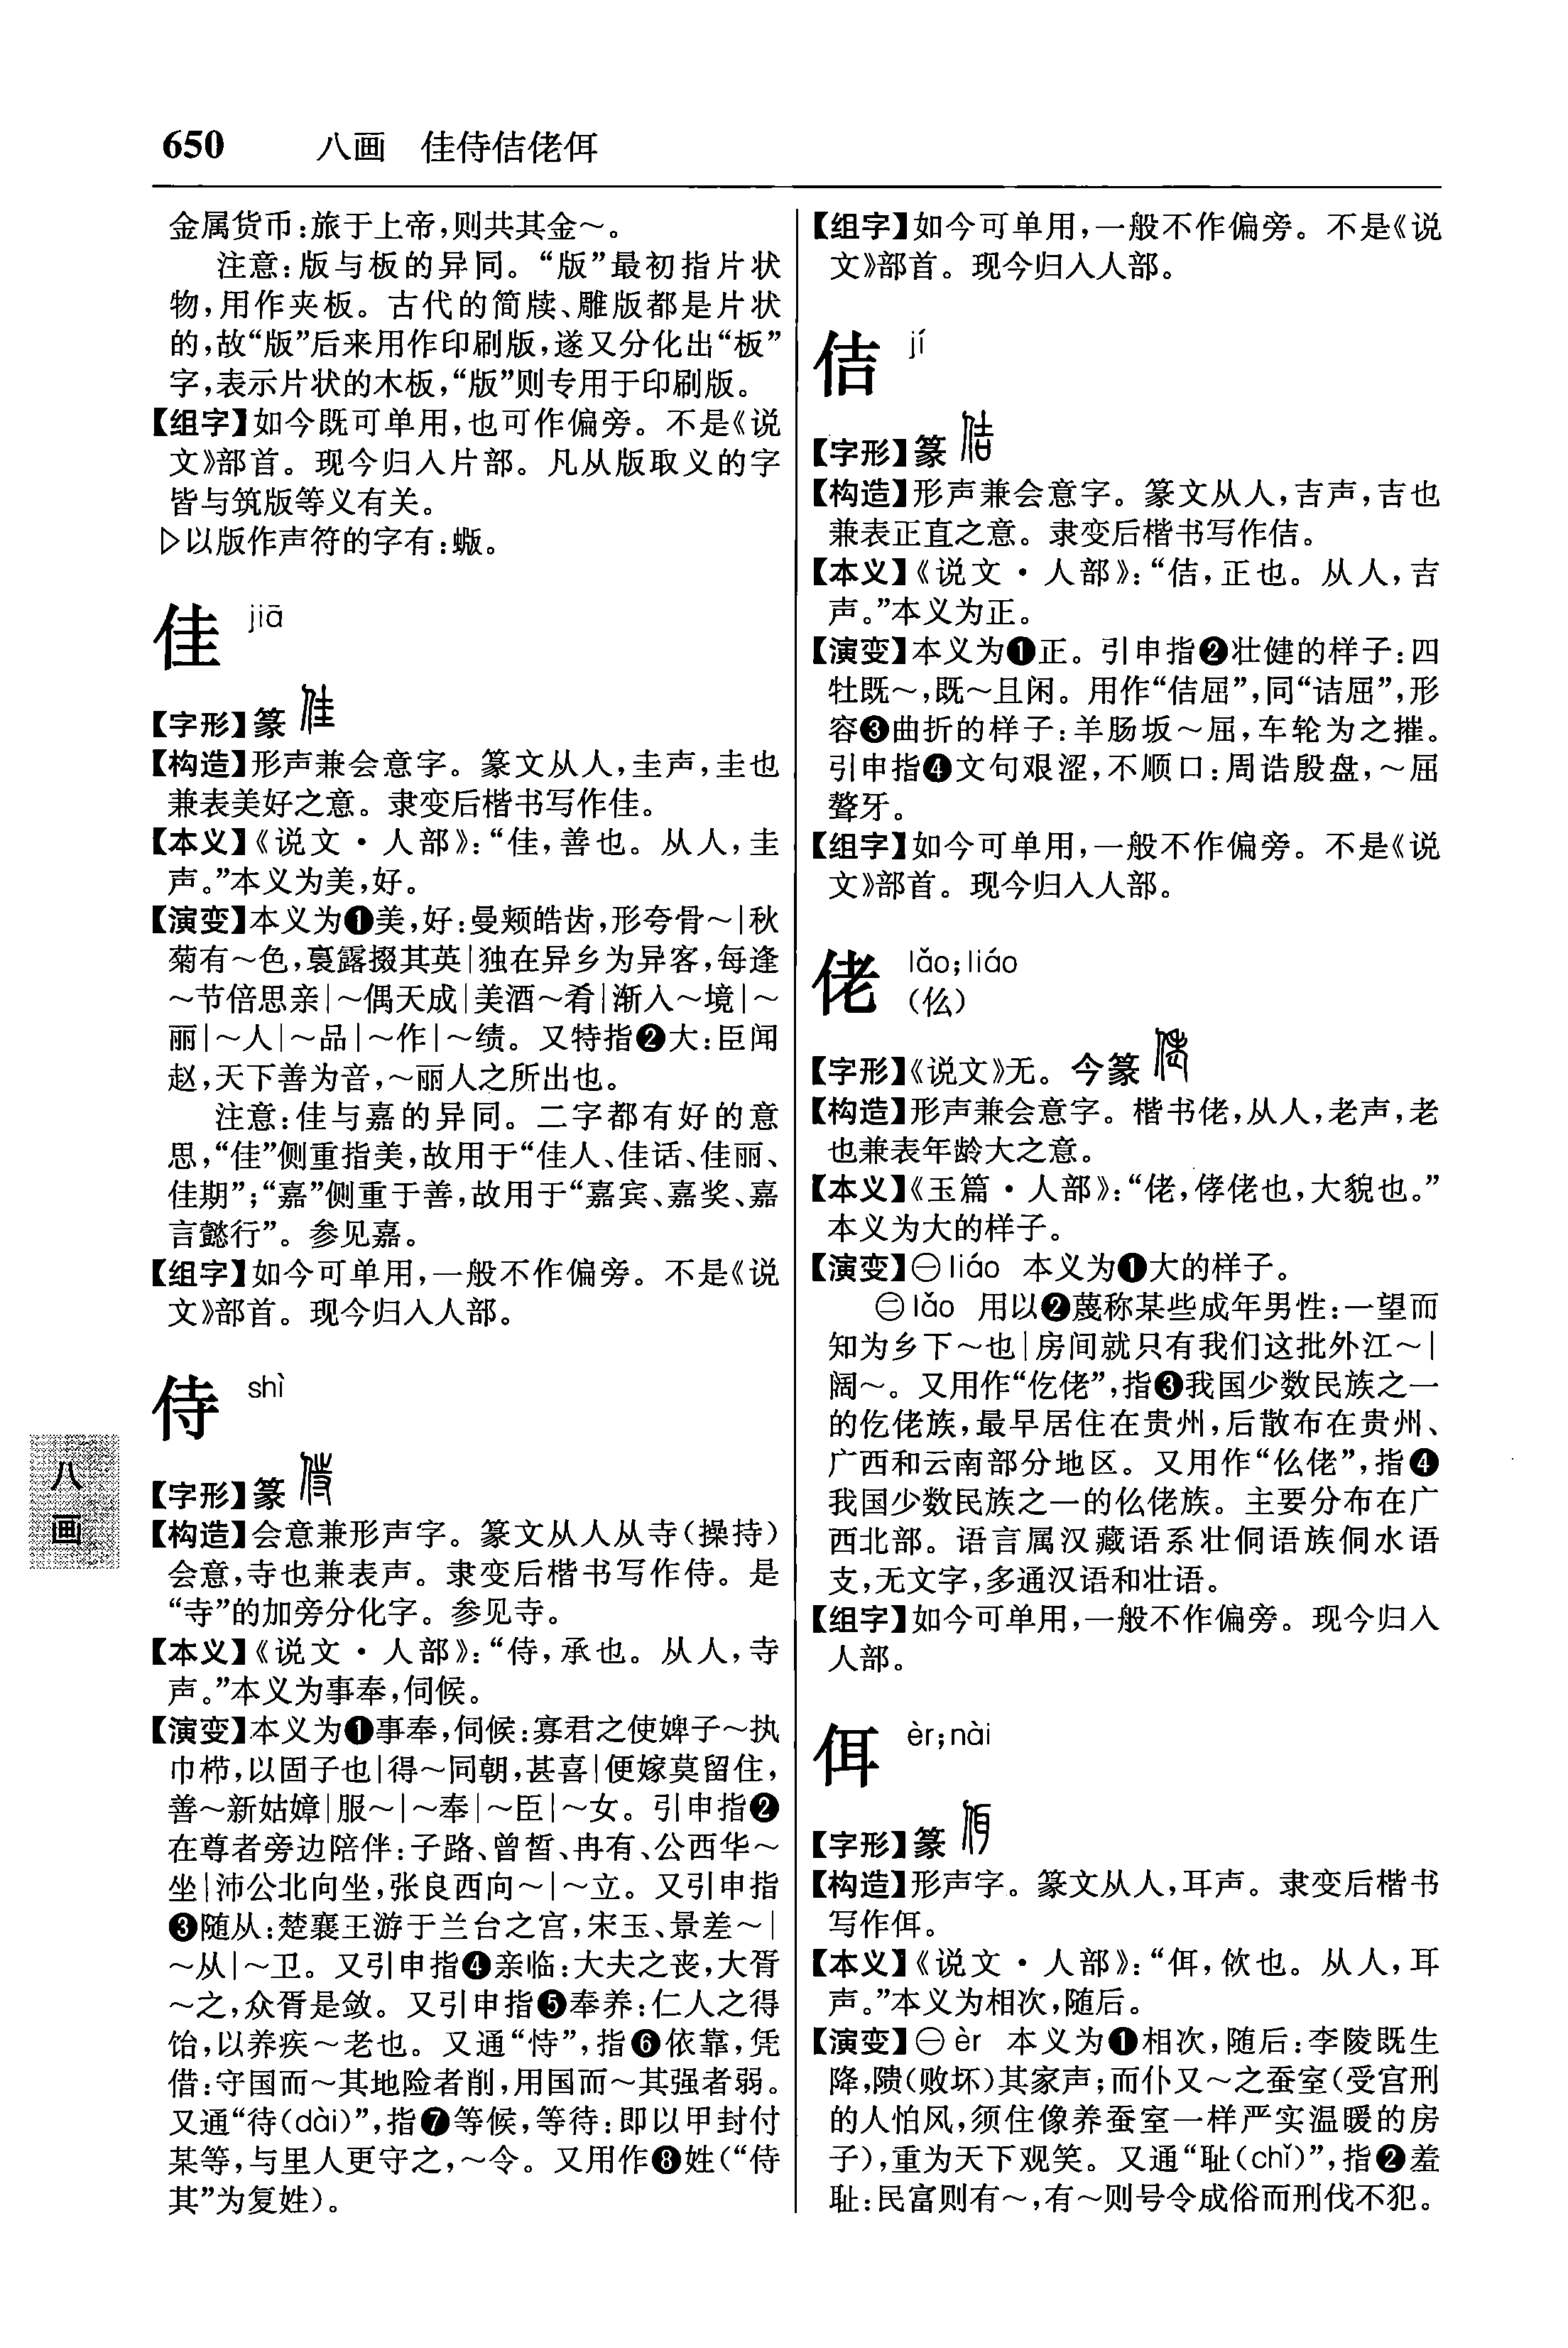 650 八画 佳侍佶佬佴
金属货币:旅于上帝,则共其金～。
注意:版与板的异同。“版”最初指片状
物,用作夹板。古代的简牍、雕版都是片状
的,故“版”后来用作印刷版,遂又分化出“板”
字,表示片状的木板,“版”则专用于印刷版。
【组字】如今既可单用,也可作偏旁。不是《说
文》部首。现今归入片部。凡从版取义的字
皆与筑版等义有关。
▷以版作声符的字有:蝂。
佳 jiā
【字形】篆
【构造】形声兼会意字。篆文从人,圭声,圭也
兼表美好之意。隶变后楷书写作佳。
【本义】《说文·人部》:“佳,善也。从人,圭
声。”本义为美,好。
【演变】本义为❶美,好:曼颊皓齿,形夸骨～|秋
菊有～色,裛露掇其英|独在异乡为异客,每逢
～节倍思亲|～偶天成|美酒～肴|渐入～境|～
丽|～人|～品|～作|～绩。又特指❷大:臣闻
赵,天下善为音,～丽人之所出也。
注意:佳与嘉的异同。二字都有好的意
思,“佳”侧重指美,故用于“佳人、佳话、佳丽、
佳期”;“嘉”侧重于善,故用于“嘉宾、嘉奖、嘉
言懿行”。参见嘉。
【组字】如今可单用,一般不作偏旁。不是《说
文》部首。现今归入人部。
侍 shì
【字形】篆
【构造】会意兼形声字。篆文从人从寺(操持)
会意,寺也兼表声。隶变后楷书写作侍。是
“寺”的加旁分化字。参见寺。
【本义】《说文·人部》:“侍,承也。从人,寺
声。”本义为事奉,伺候。
【演变】本义为❶事奉,伺候:寡君之使婢子～执
巾栉,以固子也|得～同朝,甚喜|便嫁莫留住,
善～新姑嫜|服～|～奉|～臣|～女。引申指❷
在尊者旁边陪伴:子路、曾皙、冉有、公西华～
坐|沛公北向坐,张良西向～|～立。又引申指
❸随从:楚襄王游于兰台之宫,宋玉、景差～|
～从|～卫。又引申指❹亲临:大夫之丧,大胥
～之,众胥是敛。又引申指❺奉养:仁人之得
饴,以养疾～老也。又通“恃”,指❻依靠,凭
借:守国而～其地险者削,用国而～其强者弱。
又通“待(dài)”,指❼等候,等待:即以甲封付
某等,与里人更守之,～令。又用作❽姓(“侍
其”为复姓)。
【组字】如今可单用,一般不作偏旁。不是《说
文》部首。现今归入人部。
佶 jí
【字形】篆
【构造】形声兼会意字。篆文从人,吉声,吉也
兼表正直之意。隶变后楷书写作佶。
【本义】《说文·人部》:“佶,正也。从人,吉
声。”本义为正。
【演变】本义为❶正。引申指❷壮健的样子:四
牡既～,既～且闲。用作“佶屈”,同“诘屈”,形
容❸曲折的样子:羊肠坂～屈,车轮为之摧。
引申指❹文句艰涩,不顺口:周诰殷盘,～屈
聱牙。
【组字】如今可单用,一般不作偏旁。不是《说
文》部首。现今归入人部。
佬 lǎo;liáo
(仫)
【字形】《说文》无。今篆
【构造】形声兼会意字。楷书佬,从人,老声,老
也兼表年龄大之意。
【本义】《玉篇·人部》:“佬,侾佬也,大貌也。”
本义为大的样子。
【演变】㊀liáo 本义为❶大的样子。
㊁lǎo 用以❷蔑称某些成年男性:一望而
知为乡下～也|房间就只有我们这批外江～|
阔～。又用作“仡佬”,指❸我国少数民族之一
的仡佬族,最早居住在贵州,后散布在贵州、
广西和云南部分地区。又用作“仫佬”,指❹
我国少数民族之一的仫佬族。主要分布在广
西北部。语言属汉藏语系壮侗语族侗水语
支,无文字,多通汉语和壮语。
【组字】如今可单用,一般不作偏旁。现今归入
人部。
佴 èr;nài
【字形】篆
【构造】形声字。篆文从人,耳声。隶变后楷书
写作佴。
【本义】《说文·人部》:“佴,佽也。从人,耳
声。”本义为相次,随后。
【演变】㊀èr 本义为❶相次,随后:李陵既生
降,隤(败坏)其家声;而仆又～之蚕室(受宫刑
的人怕风,须住像养蚕室一样严实温暖的房
子),重为天下观笑。又通“耻(chǐ)”,指❷羞
耻:民富则有～,有～则号令成俗而刑伐不犯。
八
画